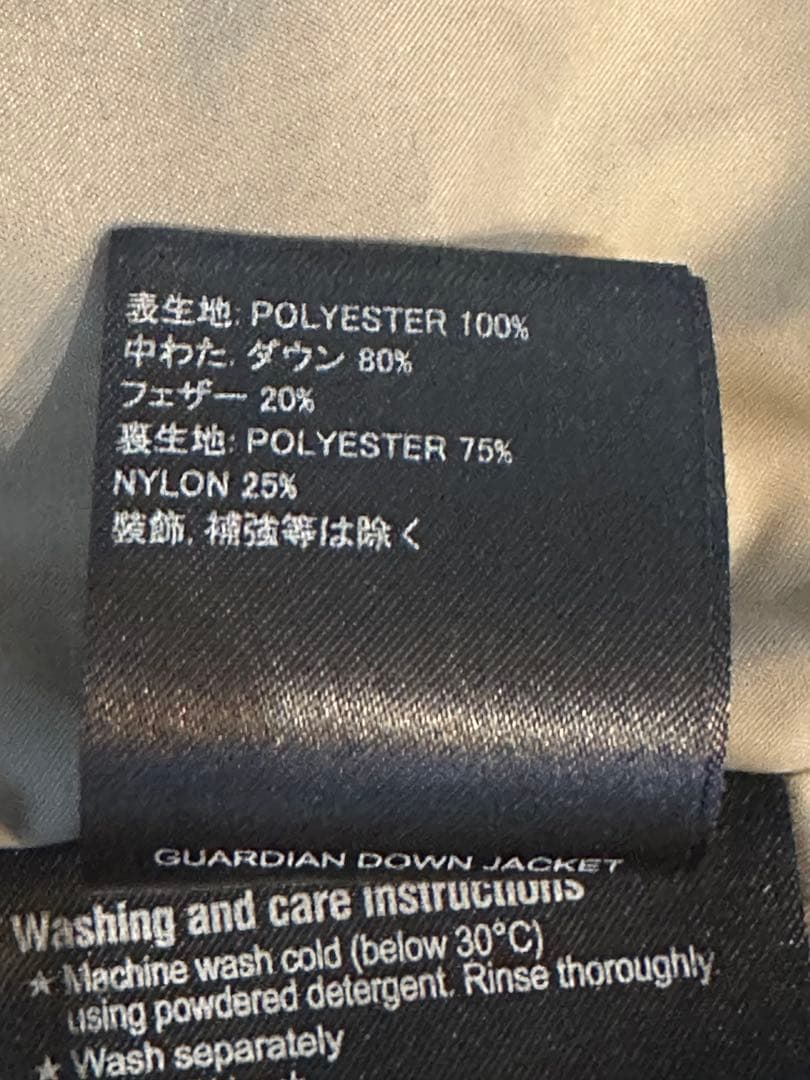 表生地: POLYESTER 100%
中わた. ダウン 80%
フェザー 20%
裏生地: POLYESTER 75%
NYLON 25%
装飾, 補強等は除く
GUARDIAN DOWN JACKET
Washing and care instructions
★ Machine wash cold (below 30°C)
using powdered detergent. Rinse thoroughly.
★ Wash separately